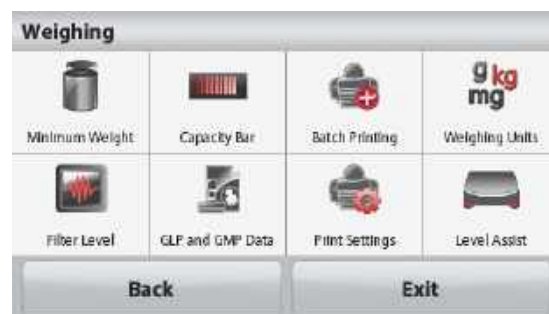 Weighing
g kg
mg
Minimum Weight Capacity Bar Batch Printing Weighing Units
Filter Level GLP and GMP Data Print Settings Level Assist
Back Exit